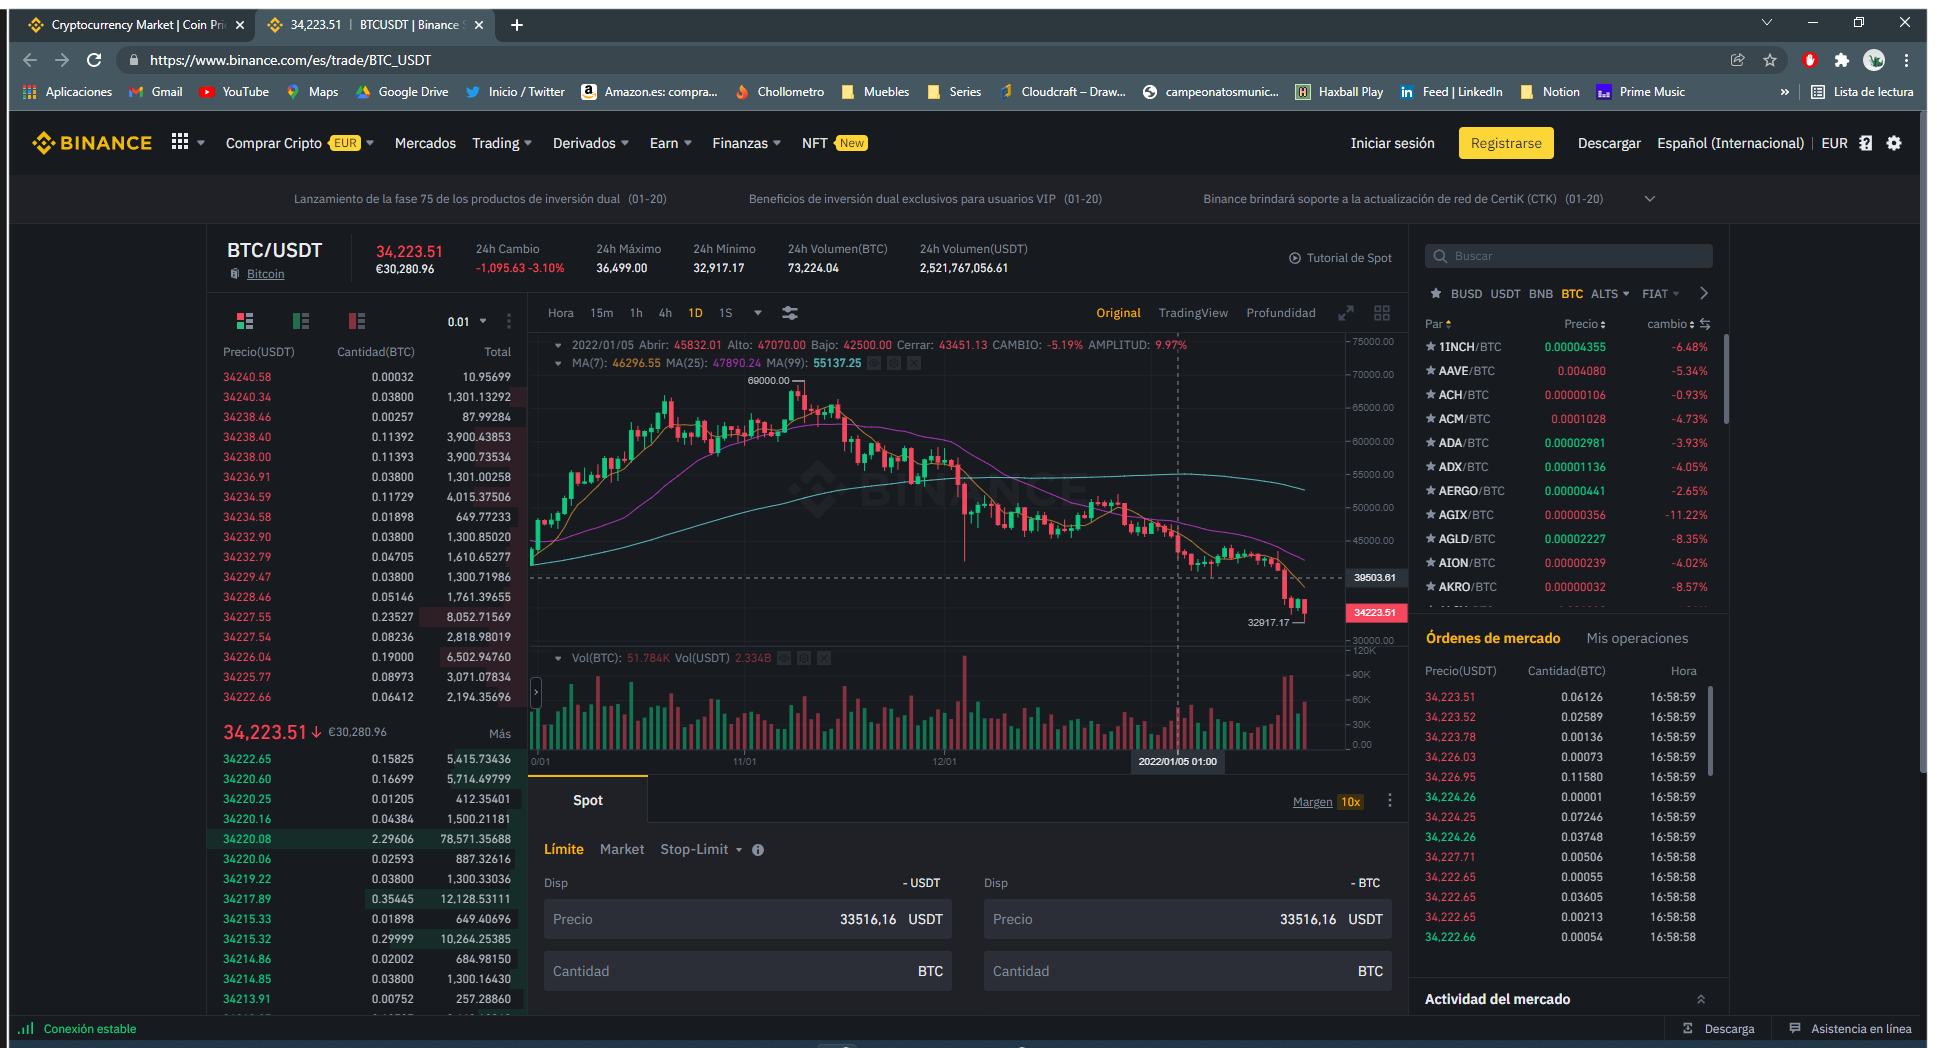 Cryptocurrency Market | Coin Pri
34,223.51 | BTCUSDT | Binance S
https://www.binance.com/es/trade/BTC_USDT
Aplicaciones Gmail YouTube Maps Google Drive Inicio / Twitter Amazon.es: compra... Chollometro Muebles Series Cloudcraft – Draw... campeonatosmunic... Haxball Play Feed | LinkedIn Notion Prime Music » Lista de lectura
BINANCE Comprar Cripto EUR Mercados Trading Derivados Earn Finanzas NFT New Iniciar sesión Registrarse Descargar Español (Internacional) EUR
Lanzamiento de la fase 75 de los productos de inversión dual (01-20) Beneficios de inversión dual exclusivos para usuarios VIP (01-20) Binance brindará soporte a la actualización de red de CertiK (CTK) (01-20)
BTC/USDT
Bitcoin
34,223.51
€30,280.96
24h Cambio
-1,095.63 -3.10%
24h Máximo
36,499.00
24h Mínimo
32,917.17
24h Volumen(BTC)
73,224.04
24h Volumen(USDT)
2,521,767,056.61
Tutorial de Spot
0.01
Precio(USDT) Cantidad(BTC) Total
34240.58 0.00032 10.95699
34240.34 0.03800 1,301.13292
34238.46 0.00257 87.99284
34238.40 0.11392 3,900.43853
34238.00 0.11393 3,900.73534
34236.91 0.03800 1,301.00258
34234.59 0.11729 4,015.37506
34234.58 0.01898 649.77233
34232.90 0.03800 1,300.85020
34232.79 0.04705 1,610.65277
34229.47 0.03800 1,300.71986
34228.46 0.05146 1,761.39655
34227.55 0.23527 8,052.71569
34227.54 0.08236 2,818.98019
34226.04 0.19000 6,502.94760
34225.77 0.08973 3,071.07834
34222.66 0.06412 2,194.35696
34,223.51 €30,280.96 Más
34222.65 0.15825 5,415.73436
34220.60 0.16699 5,714.49799
34220.25 0.01205 412.35401
34220.16 0.04384 1,500.21181
34220.08 2.29606 78,571.35688
34220.06 0.02593 887.32616
34219.22 0.03800 1,300.33036
34217.89 0.35445 12,128.53111
34215.33 0.01898 649.40696
34215.32 0.29999 10,264.25385
34214.86 0.02002 684.98150
34214.85 0.03800 1,300.16430
34213.91 0.00752 257.28860
Hora 15m 1h 4h 1D 1S Original TradingView Profundidad
2022/01/05 Abrir: 45832.01 Alto: 47070.00 Bajo: 42500.00 Cerrar: 43451.13 CAMBIO: -5.19% AMPLITUD: 9.97%
MA(7): 46296.55 MA(25): 47890.24 MA(99): 55137.25
69000.00
BINANCE
32917.17
75000.00
70000.00
65000.00
60000.00
55000.00
50000.00
45000.00
39503.61
34223.51
30000.00
Vol(BTC): 51.784K Vol(USDT) 2.334B
120K
90K
60K
30K
0.00
0/01 11/01 12/01 2022/01/05 01:00
Spot Margen 10x
Límite Market Stop-Limit
Disp - USDT Disp - BTC
Precio 33516,16 USDT Precio 33516,16 USDT
Cantidad BTC Cantidad BTC
Buscar
BUSD USDT BNB BTC ALTS FIAT
Par Precio cambio
1INCH/BTC 0.00004355 -6.48%
AAVE/BTC 0.004080 -5.34%
ACH/BTC 0.00000106 -0.93%
ACM/BTC 0.0001028 -4.73%
ADA/BTC 0.00002981 -3.93%
ADX/BTC 0.00001136 -4.05%
AERGO/BTC 0.00000441 -2.65%
AGIX/BTC 0.00000356 -11.22%
AGLD/BTC 0.00002227 -8.35%
AION/BTC 0.00000239 -4.02%
AKRO/BTC 0.00000032 -8.57%
Órdenes de mercado Mis operaciones
Precio(USDT) Cantidad(BTC) Hora
34,223.51 0.06126 16:58:59
34,223.52 0.02589 16:58:59
34,223.78 0.00136 16:58:59
34,226.03 0.00073 16:58:59
34,226.95 0.11580 16:58:59
34,224.26 0.00001 16:58:59
34,224.25 0.07246 16:58:59
34,224.26 0.03748 16:58:59
34,227.71 0.00506 16:58:58
34,222.65 0.00055 16:58:58
34,222.65 0.03605 16:58:58
34,222.65 0.00213 16:58:58
34,222.66 0.00054 16:58:58
Actividad del mercado
Conexión estable Descarga Asistencia en línea